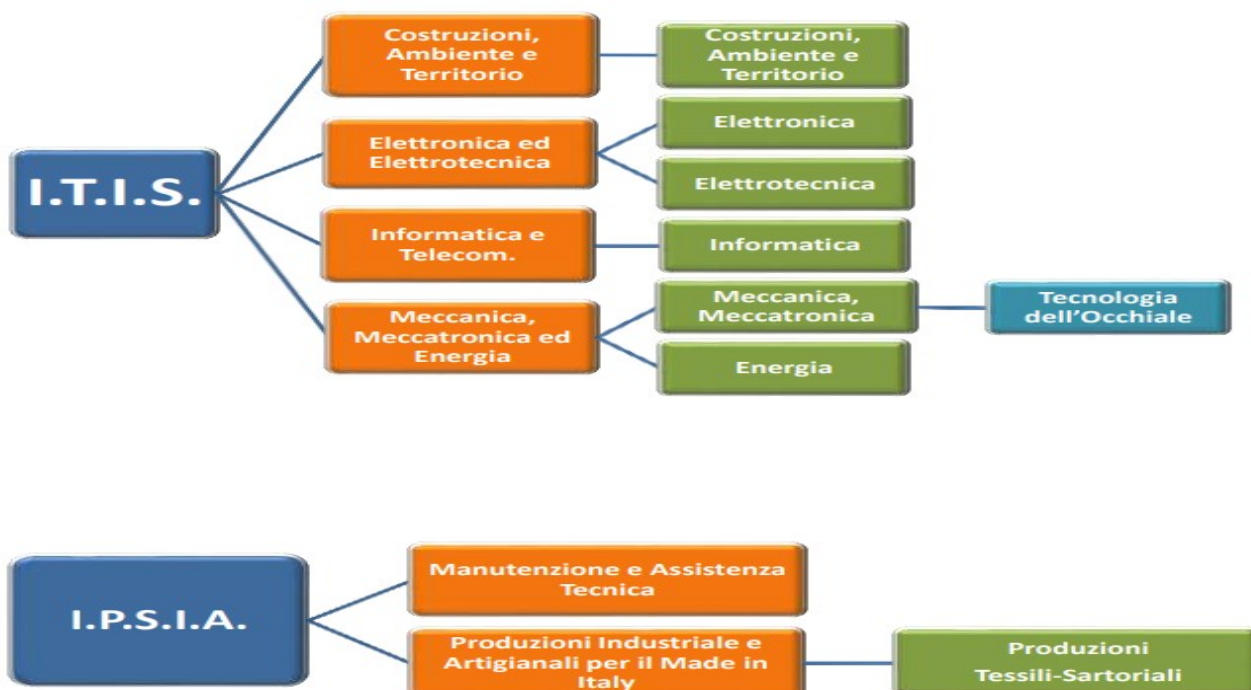 I.T.I.S.
Costruzioni,
Ambiente e
Territorio
Costruzioni,
Ambiente e
Territorio
Elettronica ed
Elettrotecnica
Elettronica
Elettrotecnica
Informatica e
Telecom.
Informatica
Meccanica,
Meccatronica ed
Energia
Meccanica,
Meccatronica
Tecnologia
dell'Occhiale
Energia
I.P.S.I.A.
Manutenzione e Assistenza
Tecnica
Produzioni Industriale e
Artigianali per il Made in
Italy
Produzioni
Tessili-Sartoriali